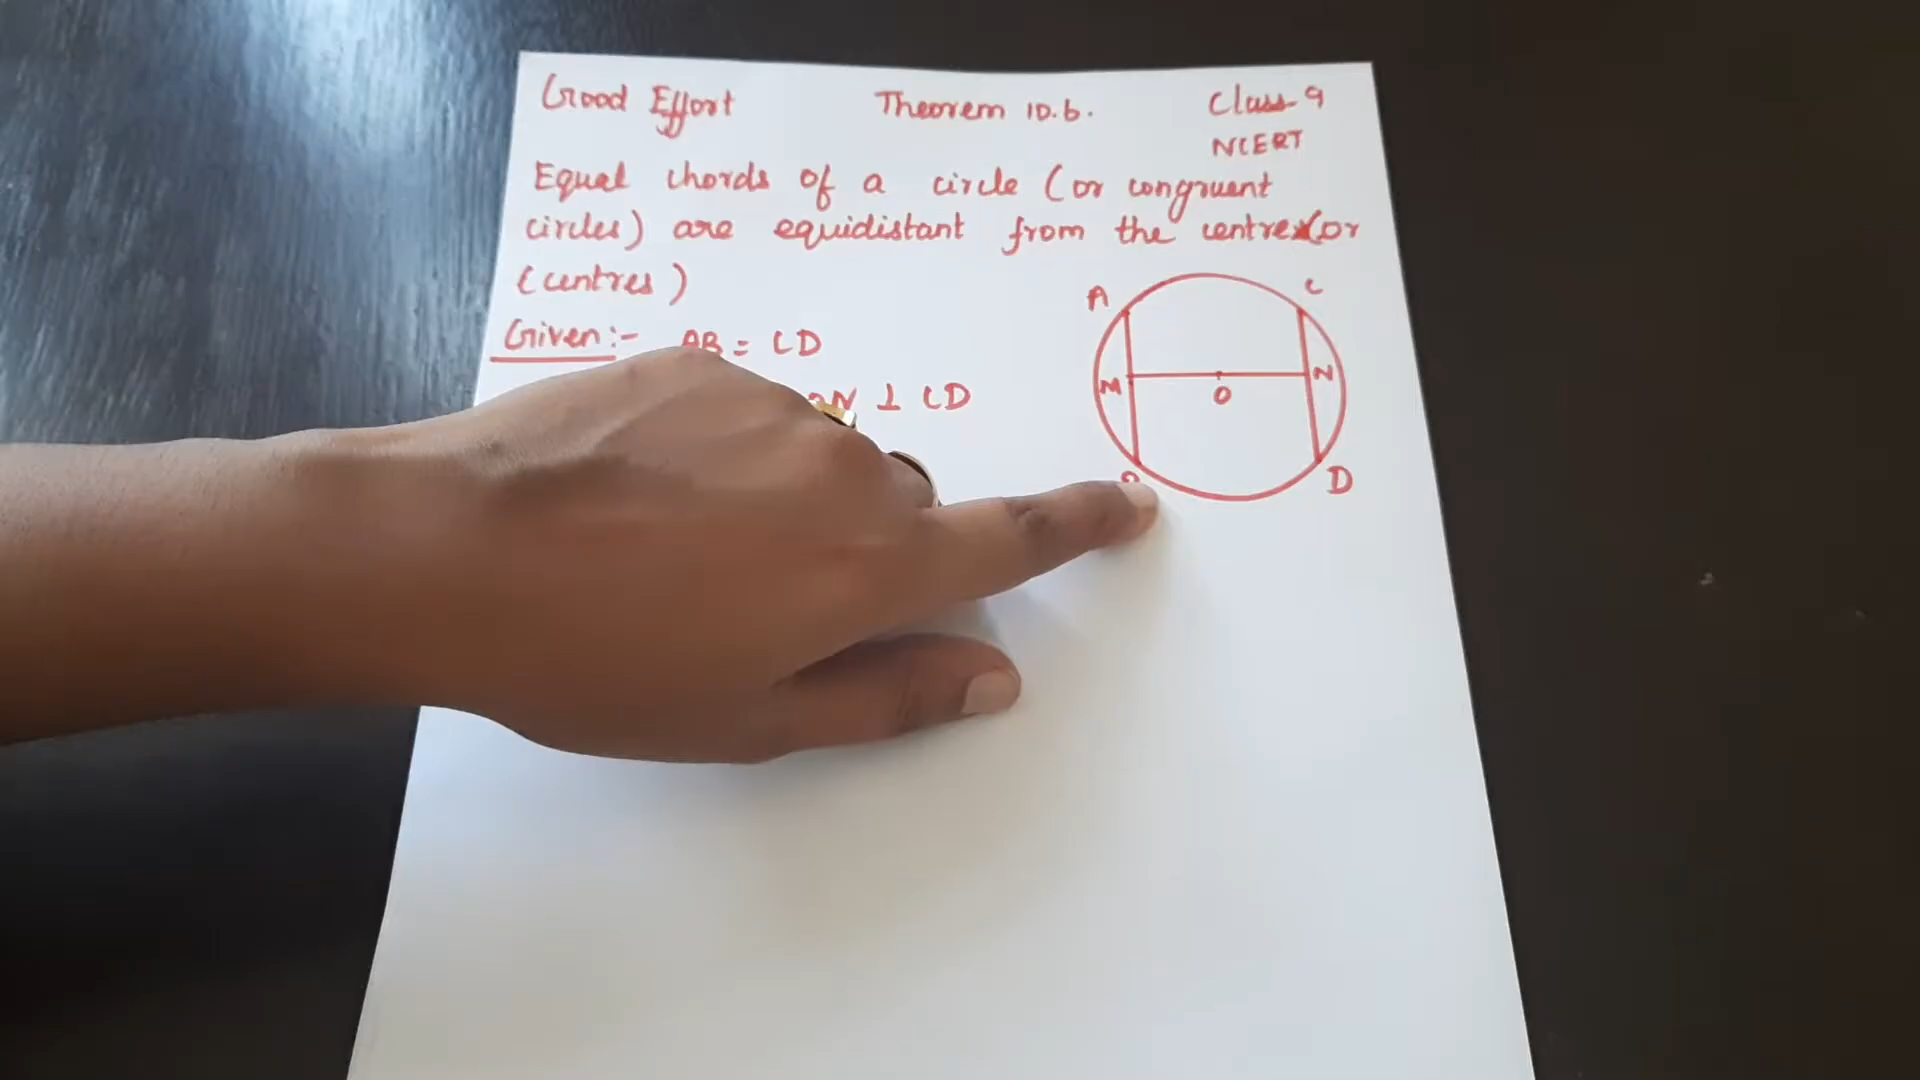 Good Effort Theorem 10.6. Class 9
NCERT
Equal chords of a circle (or congruent
circles) are equidistant from the centre (or
(centres)
Given:- AB = CD
ON ⊥ CD
A C
M O N
D